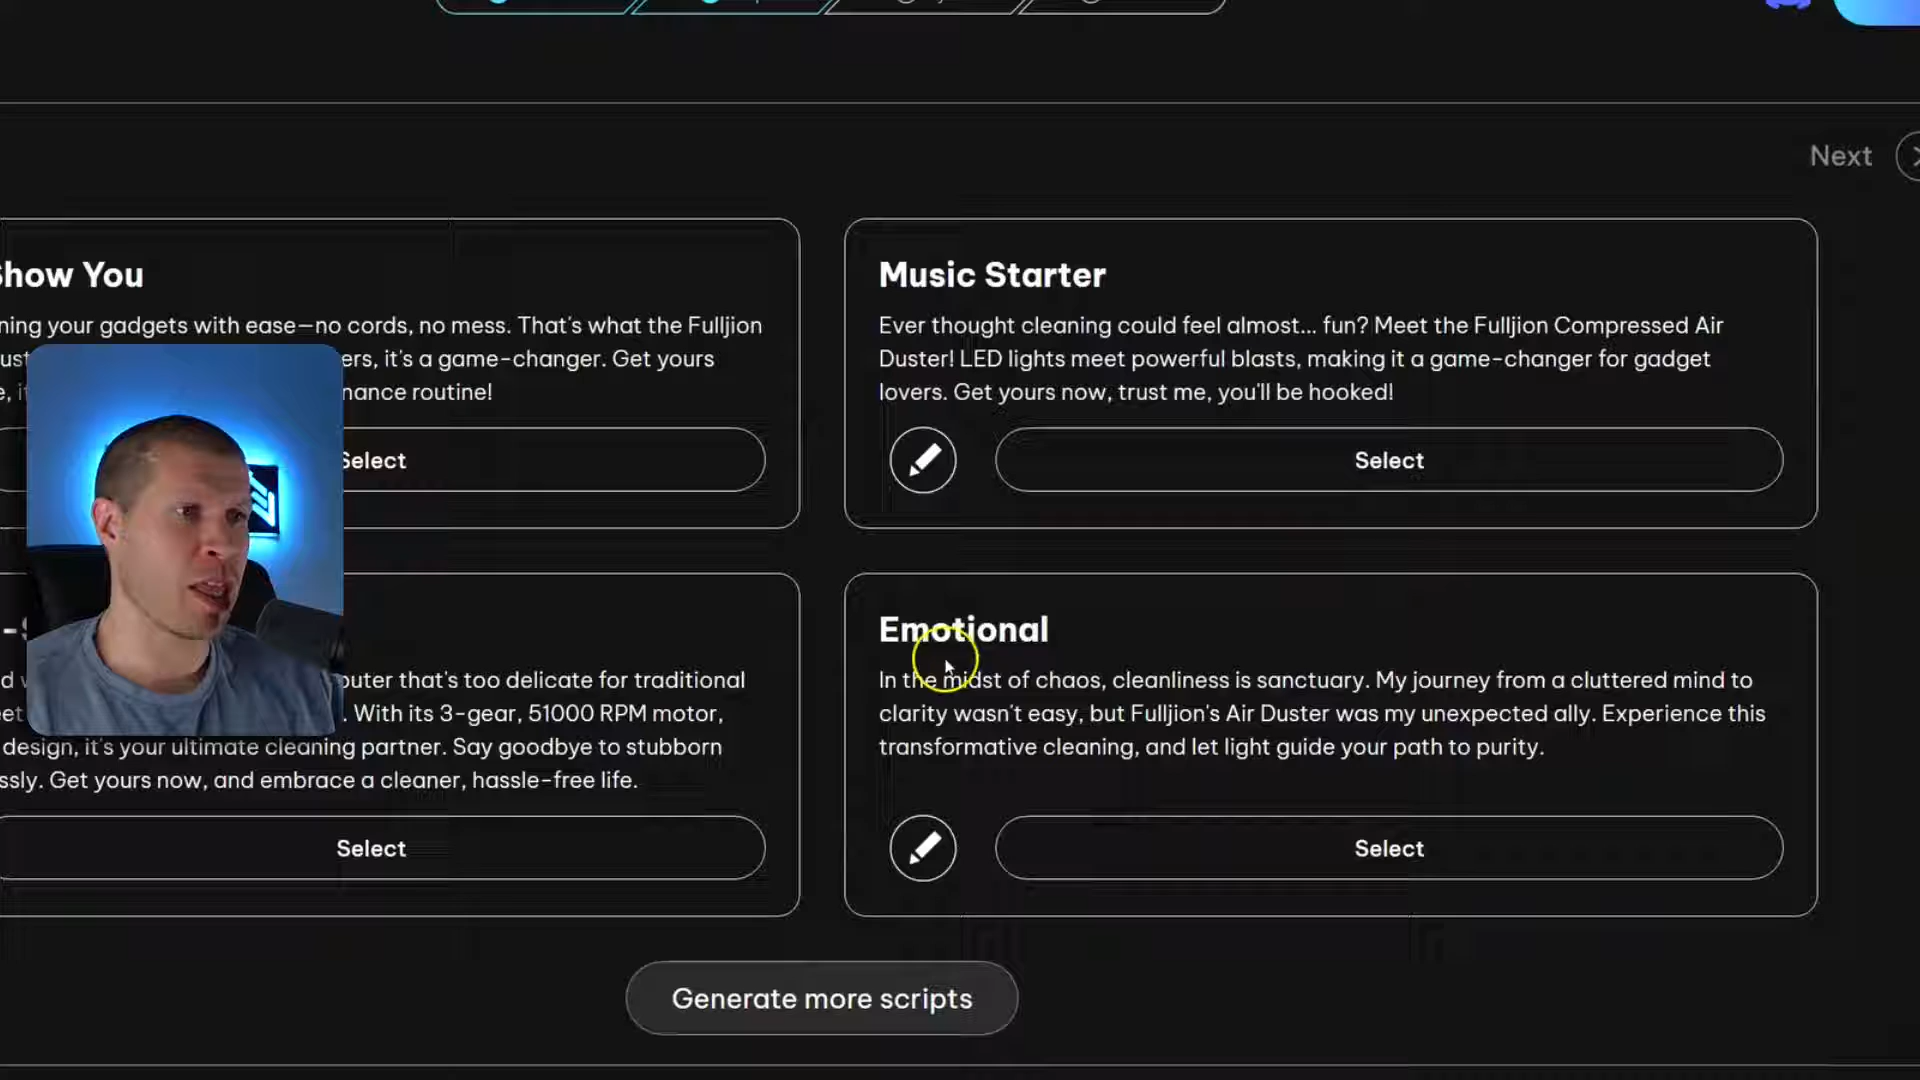 Next
Show You
ning your gadgets with ease—no cords, no mess. That's what the Fulljion
ust ers, it's a game-changer. Get yours
e, it nance routine!
Select
Music Starter
Ever thought cleaning could feel almost... fun? Meet the Fulljion Compressed Air
Duster! LED lights meet powerful blasts, making it a game-changer for gadget
lovers. Get yours now, trust me, you'll be hooked!
Select
d outer that's too delicate for traditional
eet . With its 3-gear, 51000 RPM motor,
design, it's your ultimate cleaning partner. Say goodbye to stubborn
ssly. Get yours now, and embrace a cleaner, hassle-free life.
Select
Emotional
In the midst of chaos, cleanliness is sanctuary. My journey from a cluttered mind to
clarity wasn't easy, but Fulljion's Air Duster was my unexpected ally. Experience this
transformative cleaning, and let light guide your path to purity.
Select
Generate more scripts